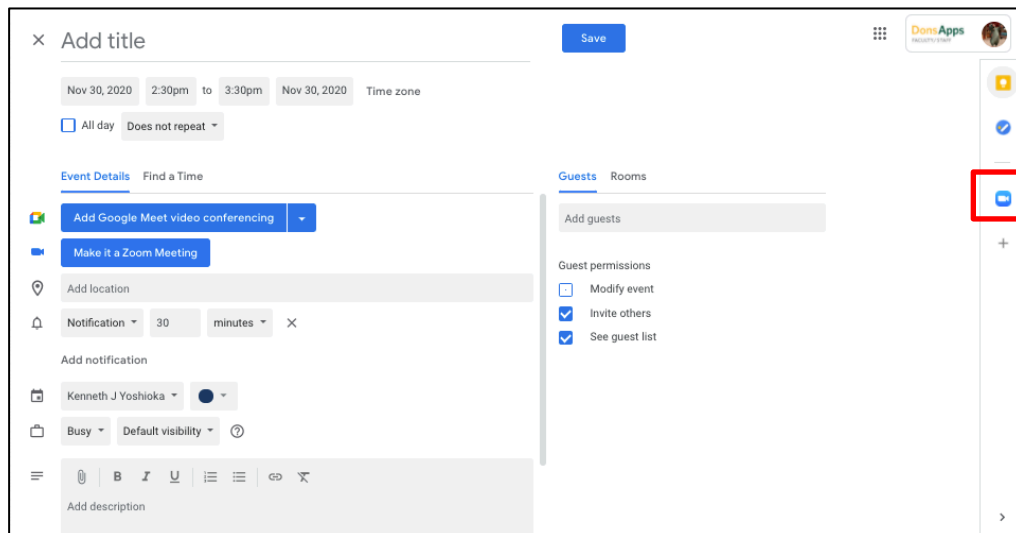 Add title
Save
DonsApps
FACULTY/STAFF
Nov 30, 2020 2:30pm to 3:30pm Nov 30, 2020 Time zone
All day Does not repeat
Event Details Find a Time
Guests Rooms
Add Google Meet video conferencing
Make it a Zoom Meeting
Add location
Notification 30 minutes
Add notification
Kenneth J Yoshioka
Busy Default visibility
B I U
Add description
Add guests
Guest permissions
Modify event
Invite others
See guest list